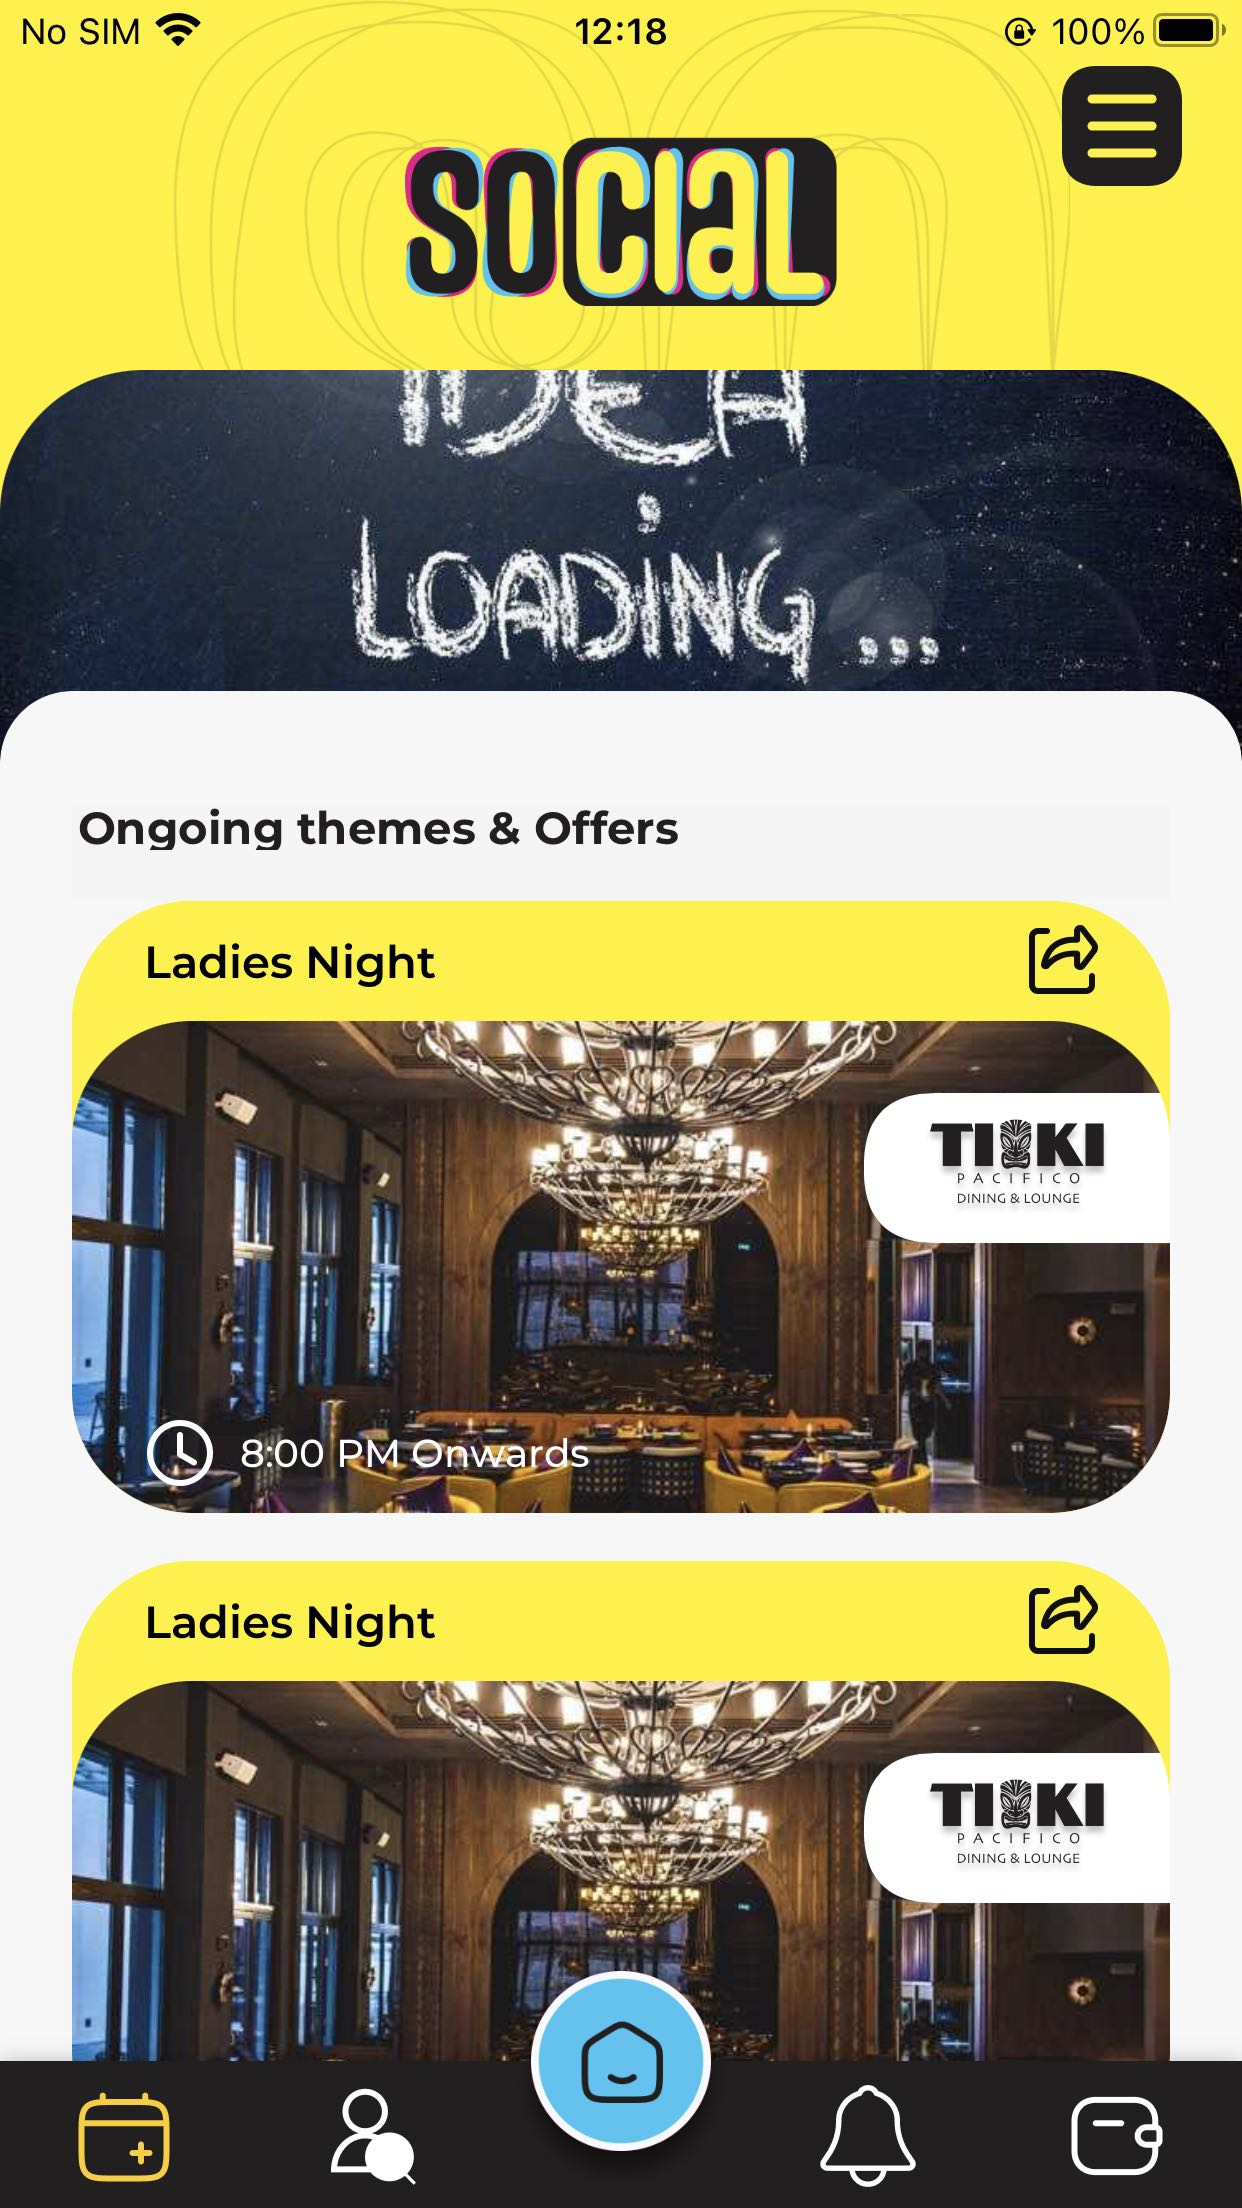 No SIM 12:18 100%
SOCIAL
IDEA
LOADING ...
Ongoing themes & Offers
Ladies Night
TIKI
PACIFICO
DINING & LOUNGE
8:00 PM Onwards
Ladies Night
TIKI
PACIFICO
DINING & LOUNGE